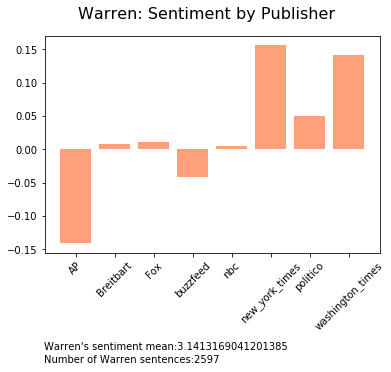 Warren: Sentiment by Publisher
0.15
0.10
0.05
0.00
−0.05
−0.10
−0.15
AP
Breitbart
Fox
buzzfeed
nbc
new_york_times
politico
washington_times
Warren's sentiment mean:3.1413169041201385
Number of Warren sentences:2597